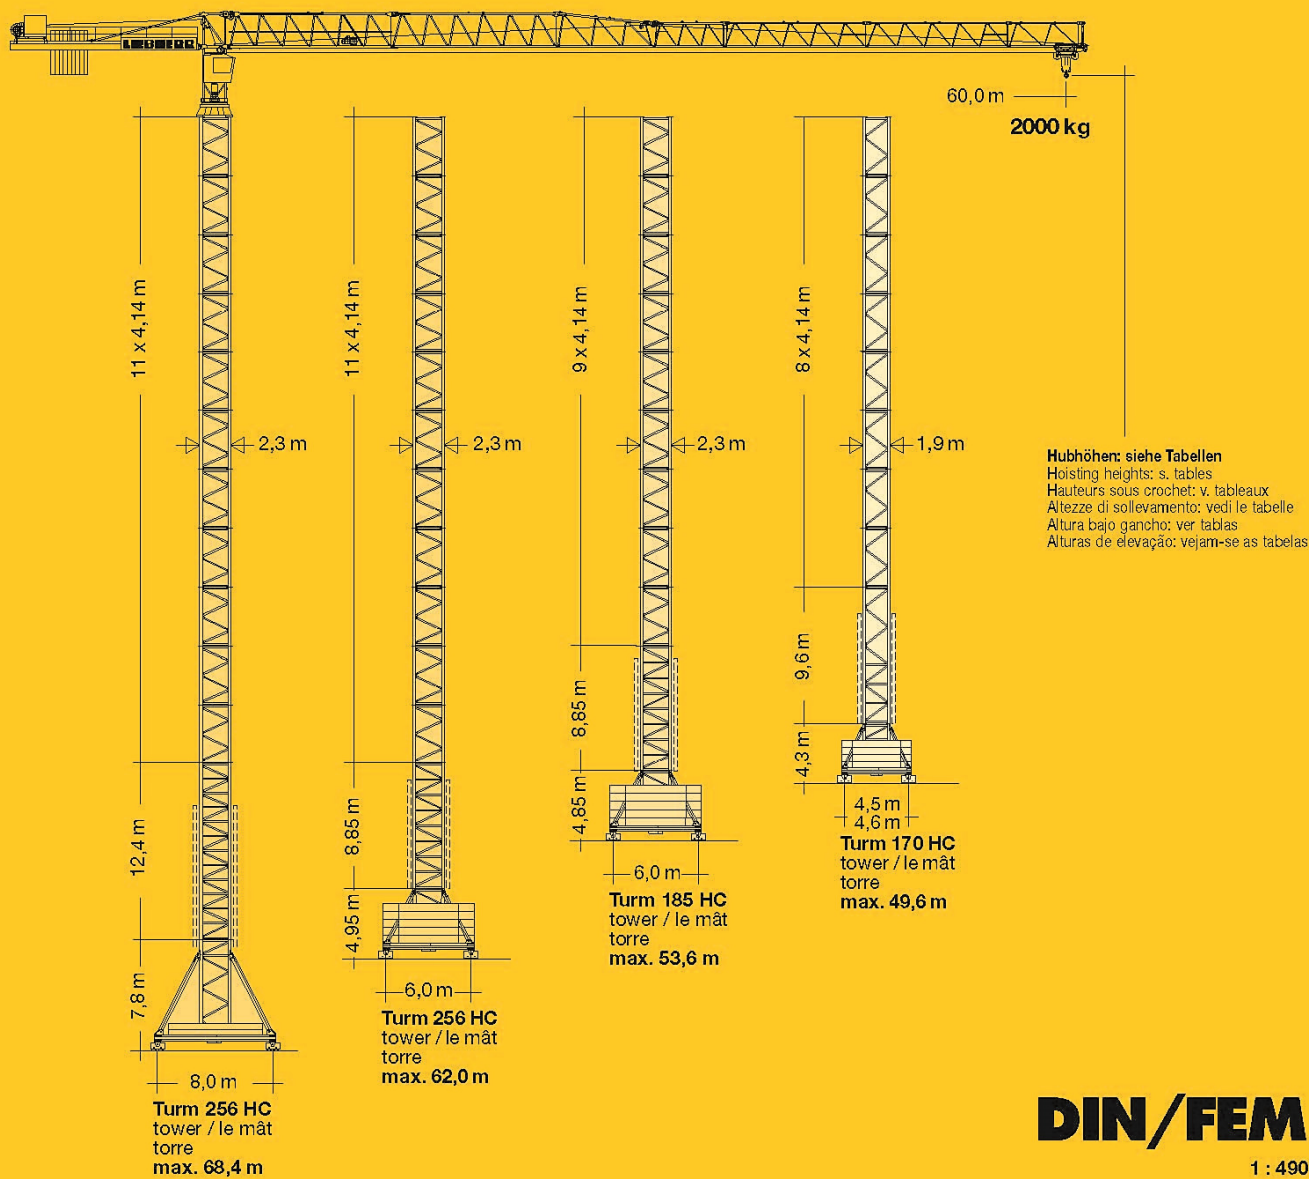 LIEBHERR
60,0 m
2000 kg
11 x 4,14 m
11 x 4,14 m
9 x 4,14 m
8 x 4,14 m
2,3 m
2,3 m
2,3 m
1,9 m
Hubhöhen: siehe Tabellen
Hoisting heights: s. tables
Hauteurs sous crochet: v. tableaux
Altezze di sollevamento: vedi le tabelle
Altura bajo gancho: ver tablas
Alturas de elevação: vejam-se as tabelas
12,4 m
7,8 m
8,0 m
Turm 256 HC
tower / le mât
torre
max. 68,4 m
8,85 m
4,95 m
6,0 m
Turm 256 HC
tower / le mât
torre
max. 62,0 m
8,85 m
4,85 m
6,0 m
Turm 185 HC
tower / le mât
torre
max. 53,6 m
9,6 m
4,3 m
4,5 m
4,6 m
Turm 170 HC
tower / le mât
torre
max. 49,6 m
DIN/FEM
1 : 490